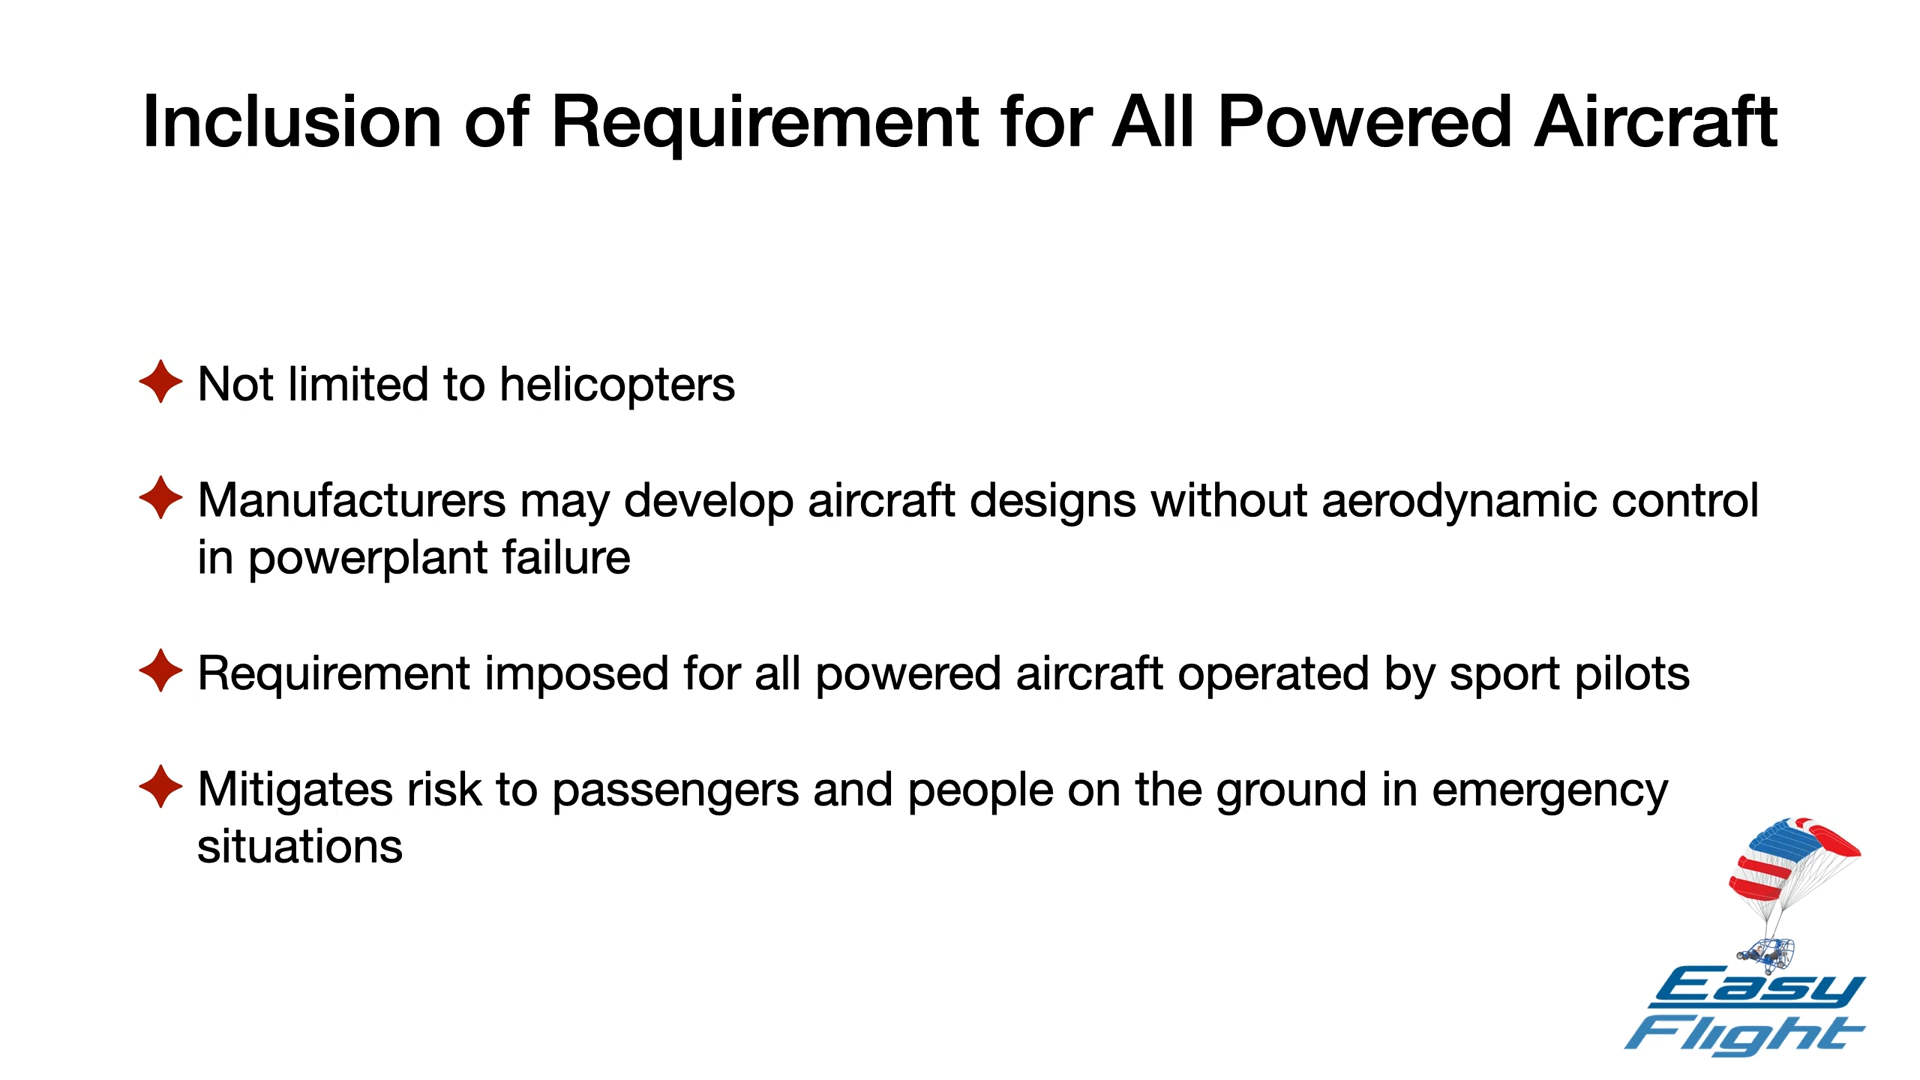 Inclusion of Requirement for All Powered Aircraft
Not limited to helicopters
Manufacturers may develop aircraft designs without aerodynamic control
in powerplant failure
Requirement imposed for all powered aircraft operated by sport pilots
Mitigates risk to passengers and people on the ground in emergency
situations
Easy
Flight